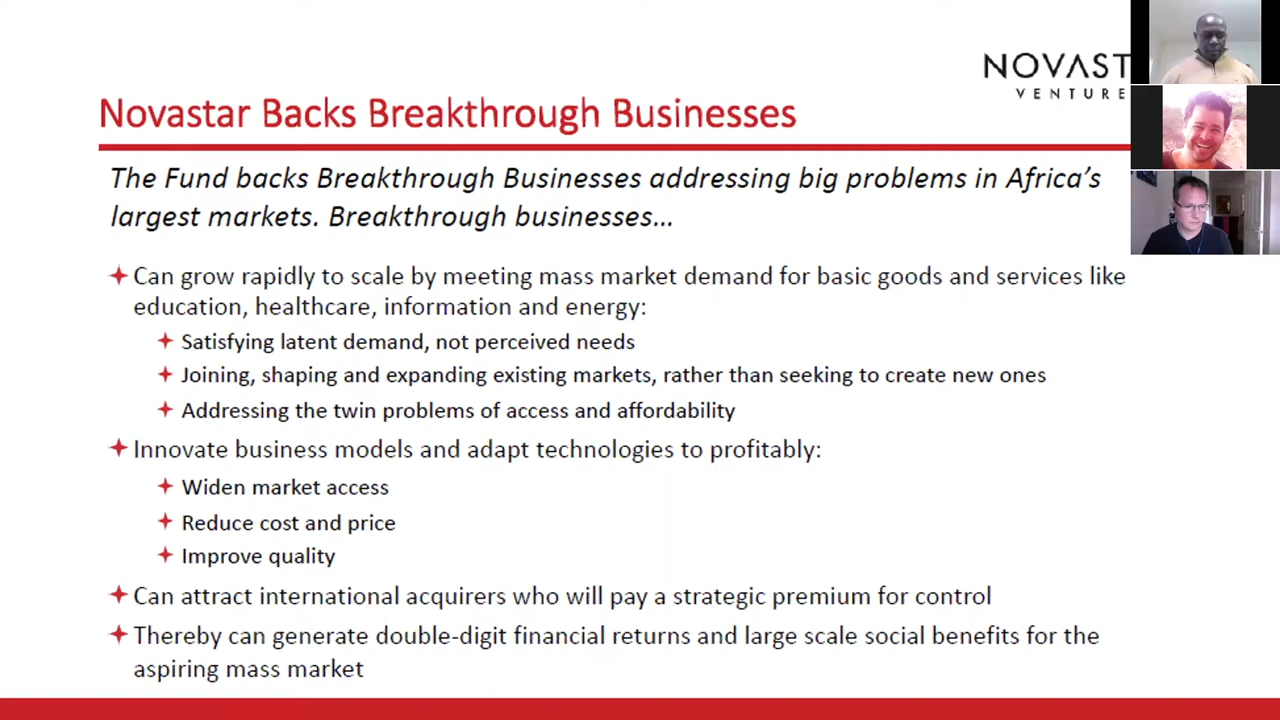 NOVAST
VENTURE
Novastar Backs Breakthrough Businesses
The Fund backs Breakthrough Businesses addressing big problems in Africa’s
largest markets. Breakthrough businesses…
Can grow rapidly to scale by meeting mass market demand for basic goods and services like
education, healthcare, information and energy:
Satisfying latent demand, not perceived needs
Joining, shaping and expanding existing markets, rather than seeking to create new ones
Addressing the twin problems of access and affordability
Innovate business models and adapt technologies to profitably:
Widen market access
Reduce cost and price
Improve quality
Can attract international acquirers who will pay a strategic premium for control
Thereby can generate double-digit financial returns and large scale social benefits for the
aspiring mass market